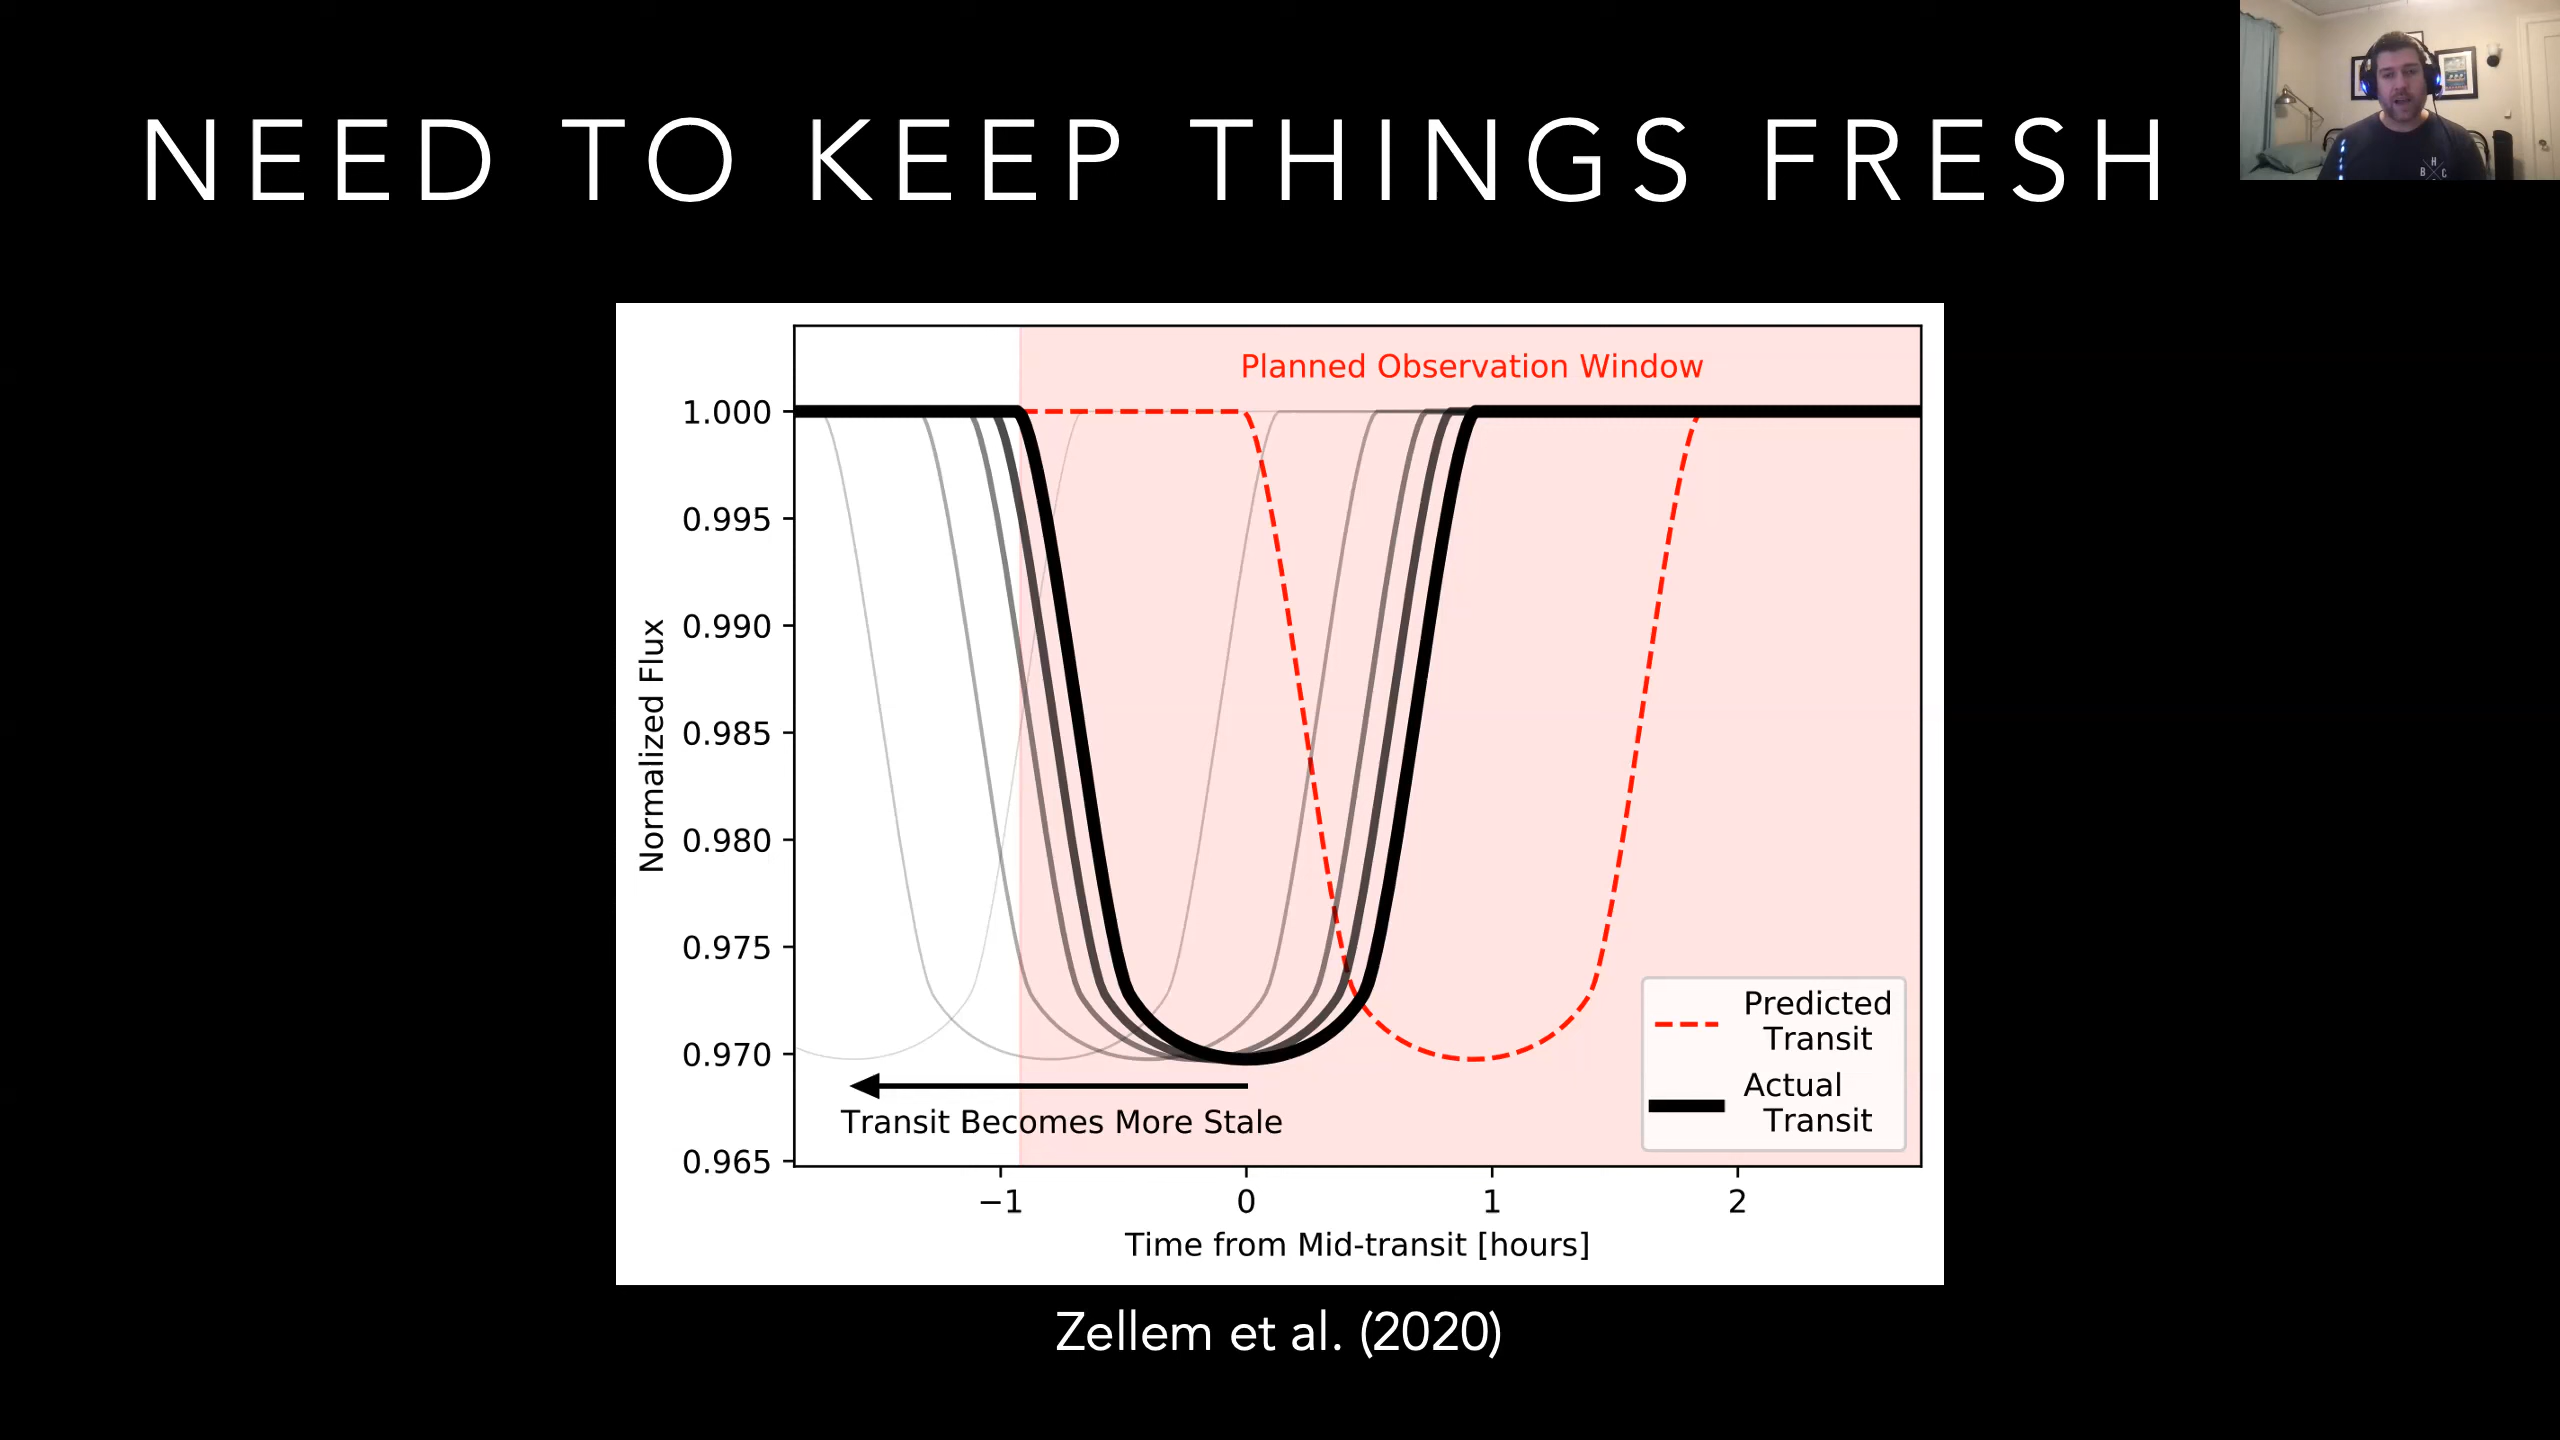 NEED TO KEEP THINGS FRESH
H
B C
Planned Observation Window
1.000
0.995
0.990
0.985
0.980
0.975
0.970
0.965
Normalized Flux
Transit Becomes More Stale
Predicted
Transit
Actual
Transit
−1 0 1 2
Time from Mid-transit [hours]
Zellem et al. (2020)